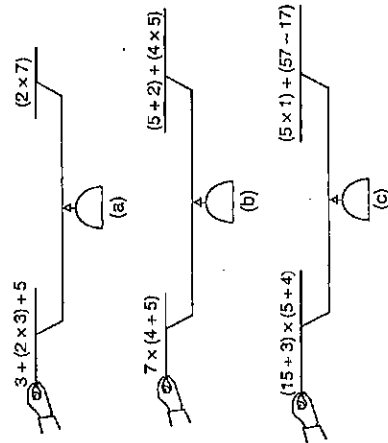 3 + (2 × 3) + 5 (2 × 7)
(a)
7 × (4 + 5) (5 + 2) + (4 × 5)
(b)
(15 ÷ 3) × (5 + 4) (5 × 1) + (57 ~ 17)
(c)